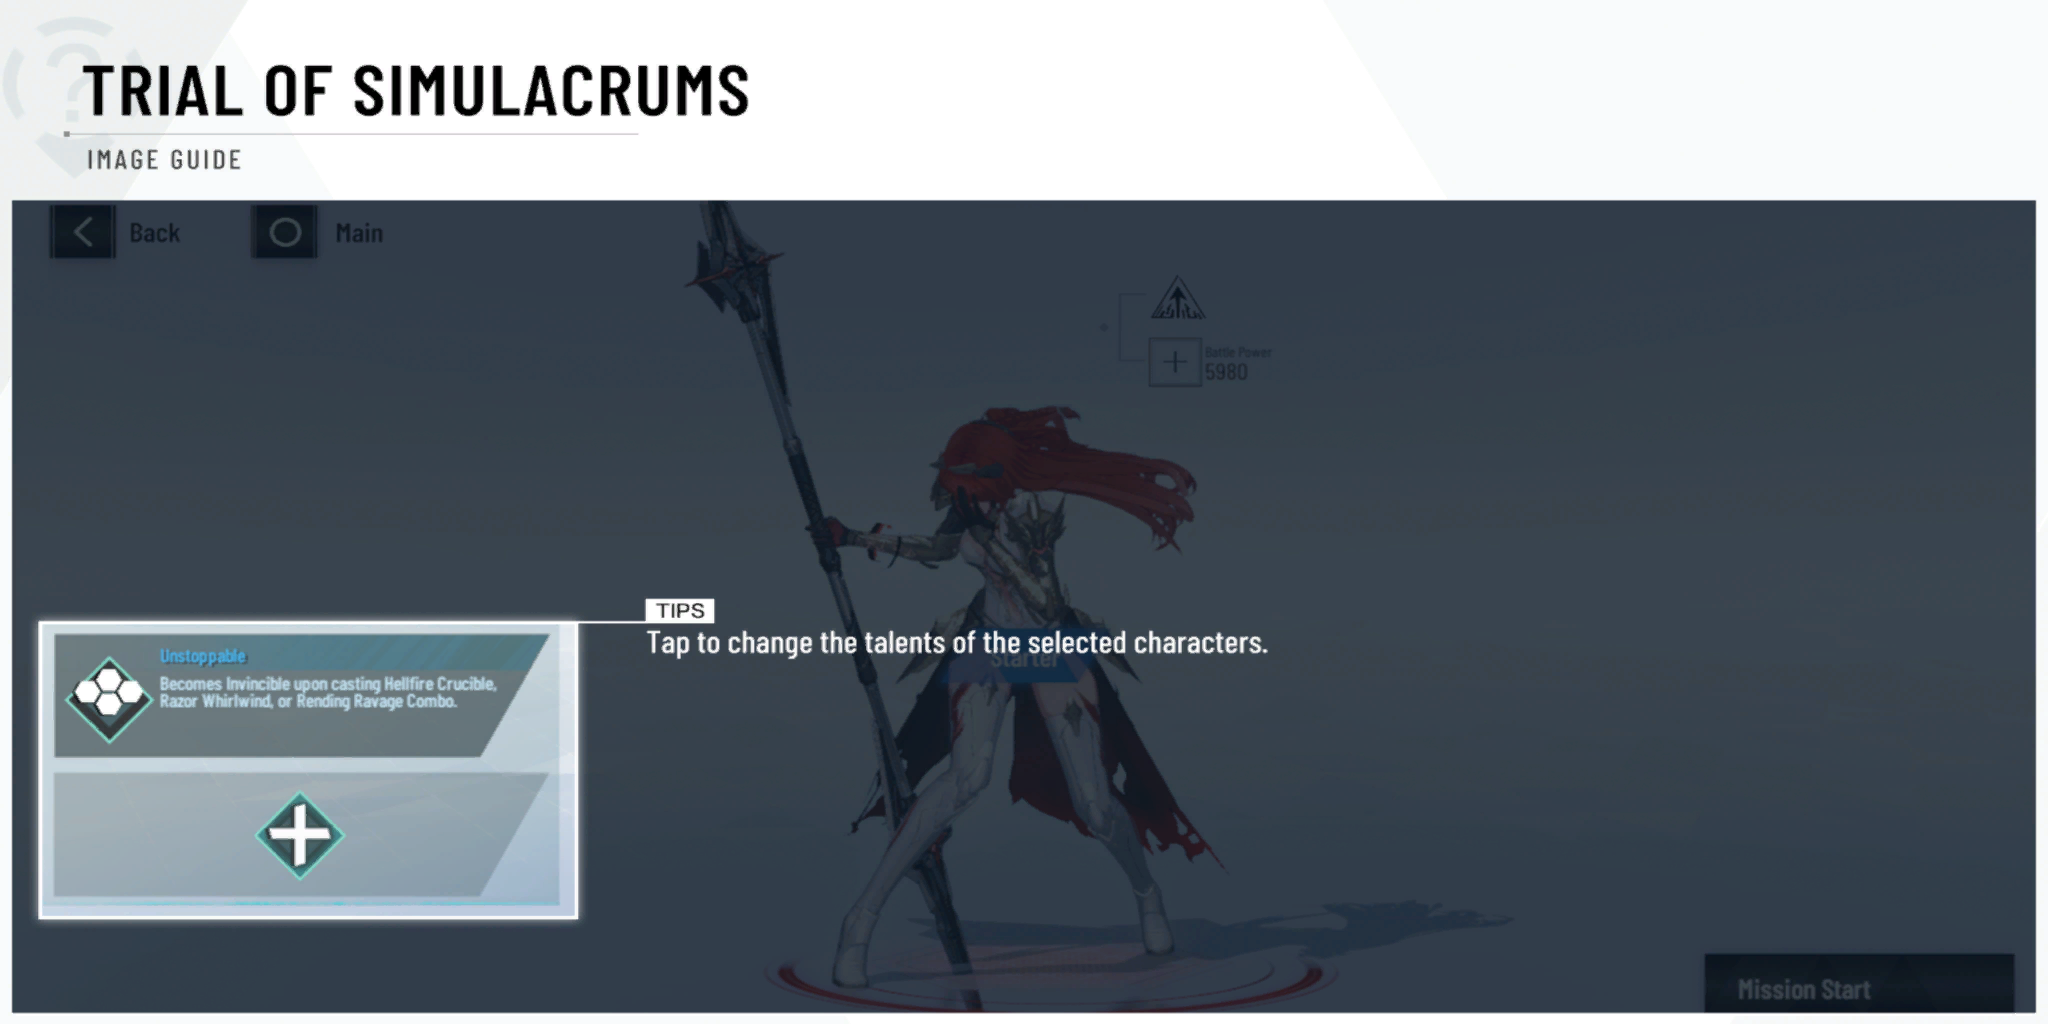 TRIAL OF SIMULACRUMS
IMAGE GUIDE
Back
Main
Battle Power
5980
TIPS
Tap to change the talents of the selected characters.
Starter
Unstoppable
Becomes Invincible upon casting Hellfire Crucible,
Razor Whirlwind, or Rending Ravage Combo.
Mission Start